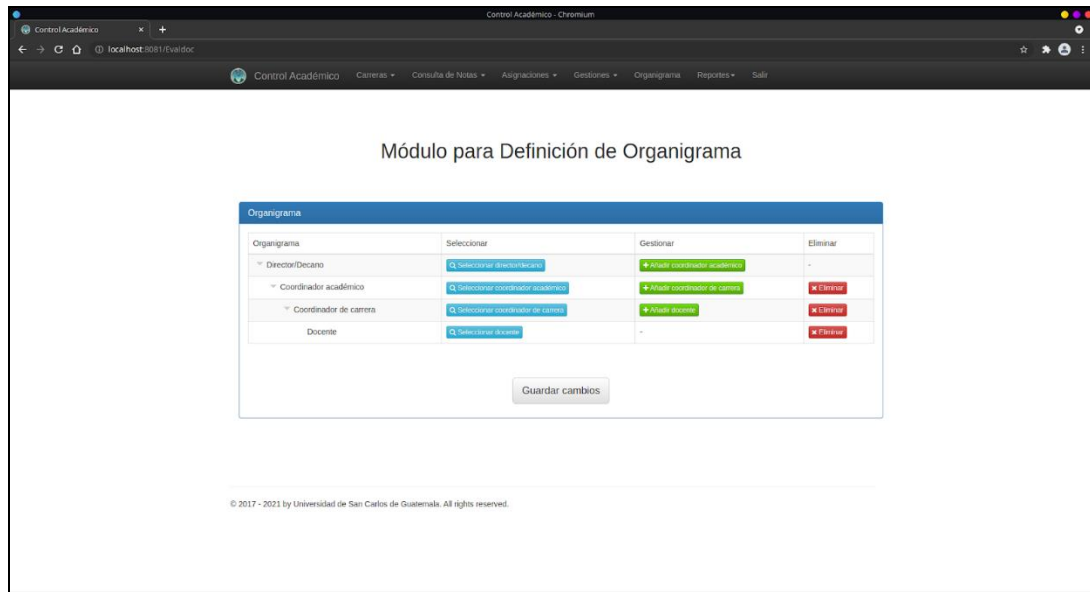 Control Académico - Chromium
Control Académico
localhost:8081/Evaldoc
Control Académico Carreras Consulta de Notas Asignaciones Gestiones Organigrama Reportes Salir
Módulo para Definición de Organigrama
Organigrama
Organigrama Seleccionar Gestionar Eliminar
Director/Decano Seleccionar director/decano Añadir coordinador académico -
Coordinador académico Seleccionar coordinador académico Añadir coordinador de carrera Eliminar
Coordinador de carrera Seleccionar coordinador de carrera Añadir docente Eliminar
Docente Seleccionar docente - Eliminar
Guardar cambios
© 2017 - 2021 by Universidad de San Carlos de Guatemala. All rights reserved.